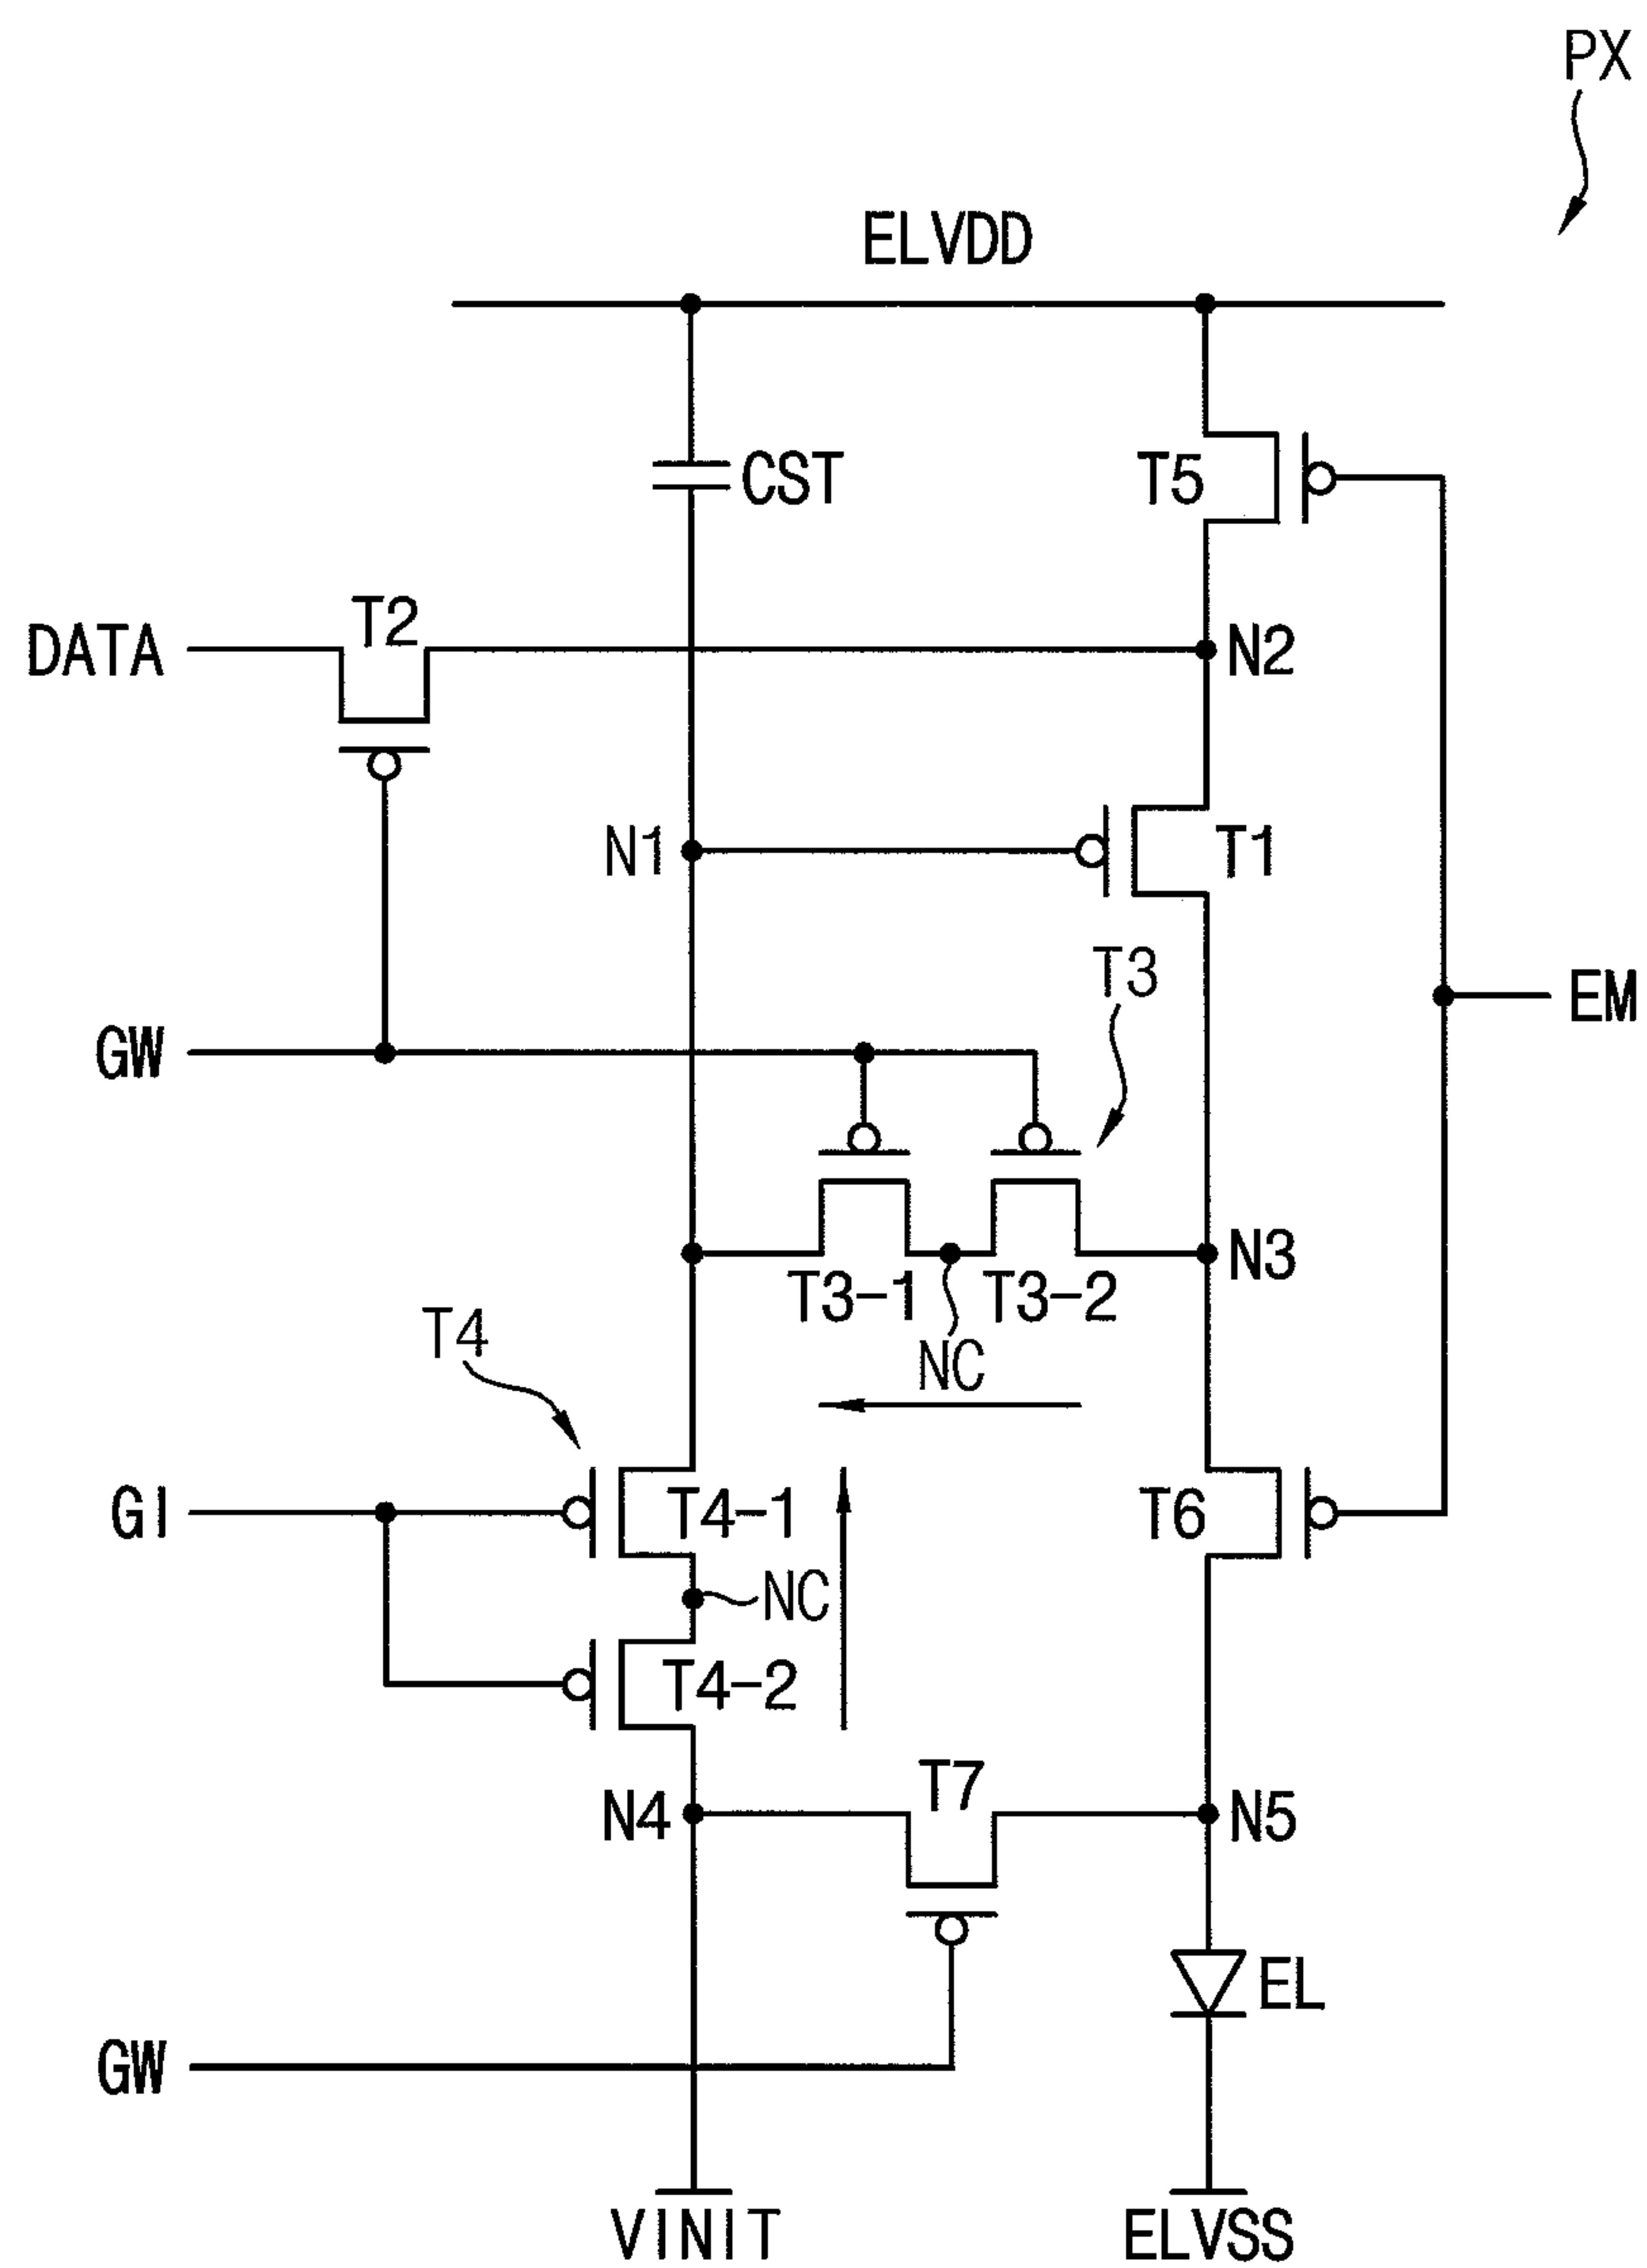 PX
ELVDD
CST
T5
T2
DATA
N2
N1
T1
T3
EM
GW
N3
T3-1
T3-2
T4
NC
GI
T4-1
T6
NC
T4-2
T7
N4
N5
EL
GW
VINIT
ELVSS